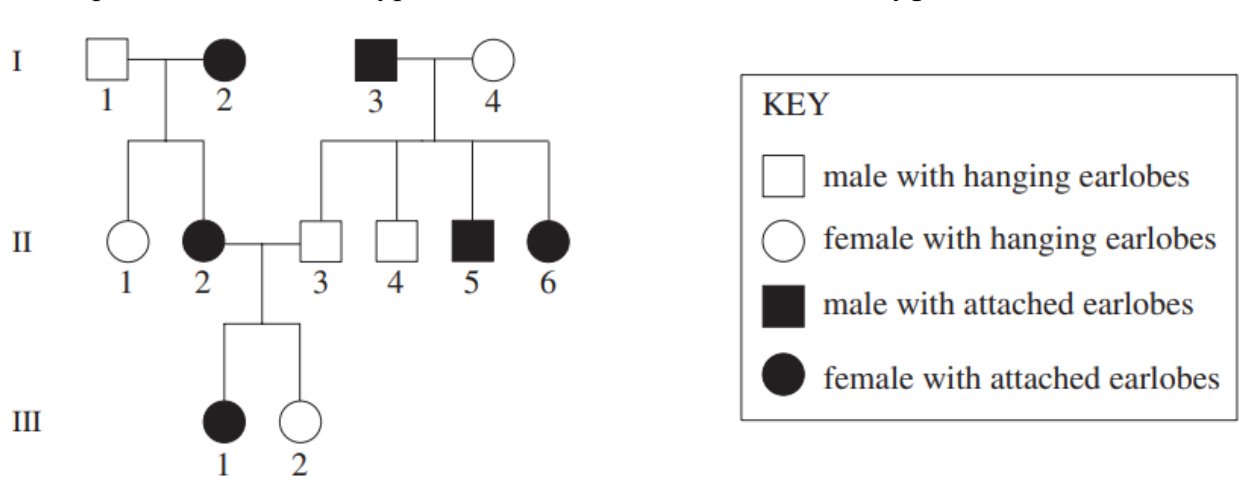 I
1 2 3 4
II
1 2 3 4 5 6
III
1 2
KEY
male with hanging earlobes
female with hanging earlobes
male with attached earlobes
female with attached earlobes